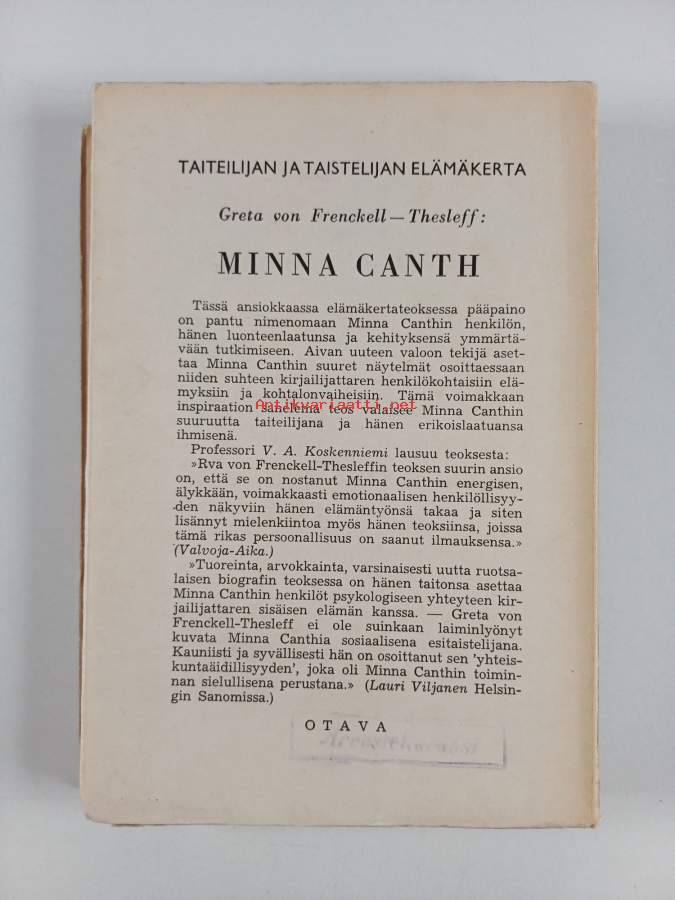 TAITEILIJAN JA TAISTELIJAN ELÄMÄKERTA
Greta von Frenckell — Thesleff:
MINNA CANTH
Tässä ansiokkaassa elämäkertateoksessa pääpaino
on pantu nimenomaan Minna Canthin henkilön,
hänen luonteenlaatunsa ja kehityksensä ymmärtä-
vään tutkimiseen. Aivan uuteen valoon tekijä aset-
taa Minna Canthin suuret näytelmät osoittaessaan
niiden suhteen kirjailijattaren henkilökohtaisiin elä-
myksiin ja kohtalonvaiheisiin. Tämä voimakkaan
Antikvariaatti.net
inspiraation teos valaisee Minna Canthin
suuruutta taiteilijana ja hänen erikoislaatuansa
ihmisenä.
Professori V. A. Koskenniemi lausuu teoksesta:
»Rva von Frenckell-Thesleffin teoksen suurin ansio
on, että se on nostanut Minna Canthin energisen,
älykkään, voimakkaasti emotionaalisen henkilöllisyy-
den näkyviin hänen elämäntyönsä takaa ja siten
lisännyt mielenkiintoa myös hänen teoksiinsa, joissa
tämä rikas persoonallisuus on saanut ilmauksensa.»
(Valvoja-Aika.)
»Tuoreinta, arvokkainta, varsinaisesti uutta ruotsa-
laisen biografin teoksessa on hänen taitonsa asettaa
Minna Canthin henkilöt psykologiseen yhteyteen kir-
jailijattaren sisäisen elämän kanssa. — Greta von
Frenckell-Thesleff ei ole suinkaan laiminlyönyt
kuvata Minna Canthia sosiaalisena esitaistelijana.
Kauniisti ja syvällisesti hän on osoittanut sen 'yhteis-
kuntaäidillisyyden', joka oli Minna Canthin toimin-
nan sielullisena perustana.» (Lauri Viljanen Helsin-
gin Sanomissa.)
OTAVA